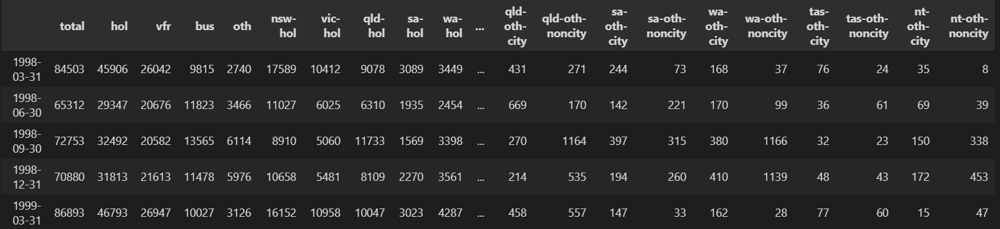 total hol vfr bus oth nsw-hol vic-hol qld-hol sa-hol wa-hol ... qld-oth-city qld-oth-noncity sa-oth-city sa-oth-noncity wa-oth-city wa-oth-noncity tas-oth-city tas-oth-noncity nt-oth-city nt-oth-noncity
1998-03-31 84503 45906 26042 9815 2740 17589 10412 9078 3089 3449 ... 431 271 244 73 168 37 76 24 35 8
1998-06-30 65312 29347 20676 11823 3466 11027 6025 6310 1935 2454 ... 669 170 142 221 170 99 36 61 69 39
1998-09-30 72753 32492 20582 13565 6114 8910 5060 11733 1569 3398 ... 270 1164 397 315 380 1166 32 23 150 338
1998-12-31 70880 31813 21613 11478 5976 10658 5481 8109 2270 3561 ... 214 535 194 260 410 1139 48 43 172 453
1999-03-31 86893 46793 26947 10027 3126 16152 10958 10047 3023 4287 ... 458 557 147 33 162 28 77 60 15 47